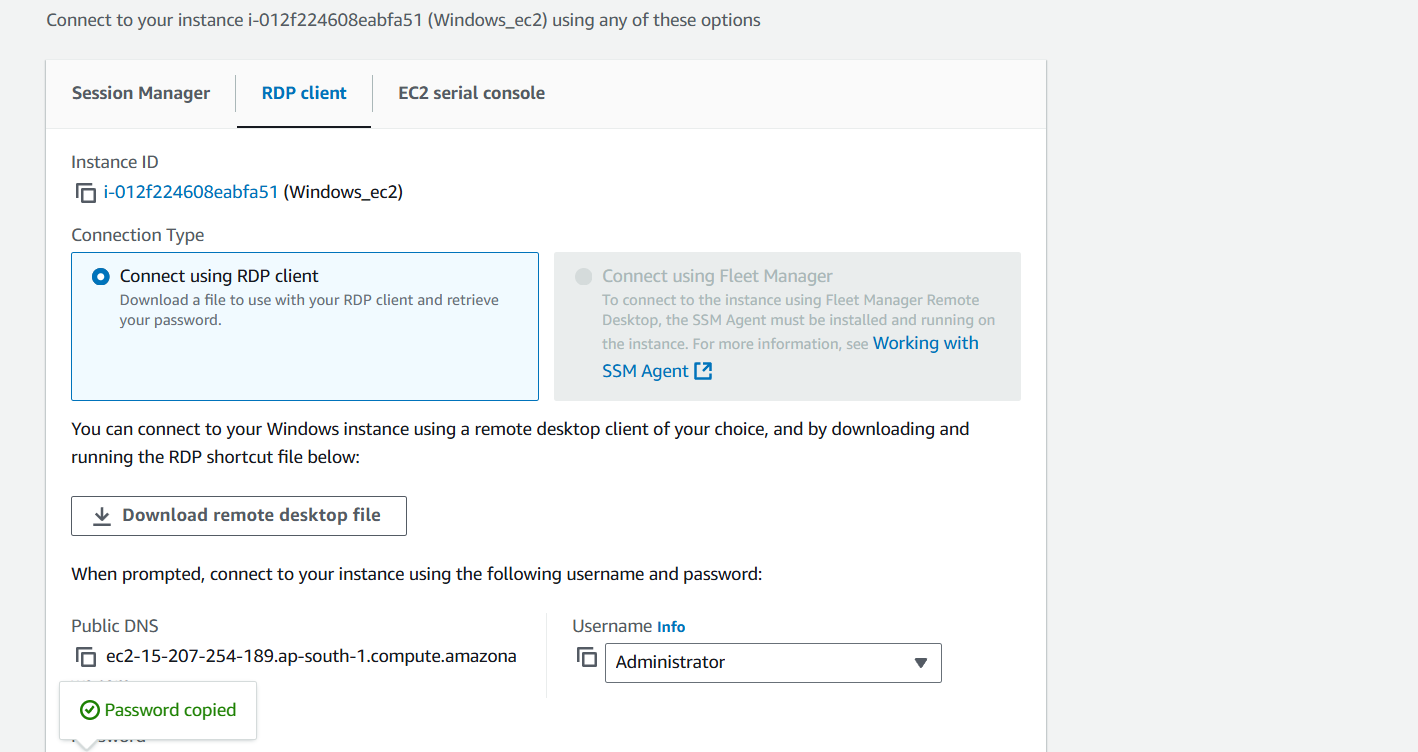 Connect to your instance i-012f224608eabfa51 (Windows_ec2) using any of these options
Session Manager
RDP client
EC2 serial console
Instance ID
i-012f224608eabfa51 (Windows_ec2)
Connection Type
Connect using RDP client
Download a file to use with your RDP client and retrieve
your password.
Connect using Fleet Manager
To connect to the instance using Fleet Manager Remote
Desktop, the SSM Agent must be installed and running on
the instance. For more information, see Working with
SSM Agent
You can connect to your Windows instance using a remote desktop client of your choice, and by downloading and
running the RDP shortcut file below:
Download remote desktop file
When prompted, connect to your instance using the following username and password:
Public DNS
ec2-15-207-254-189.ap-south-1.compute.amazona
Username Info
Administrator
Password copied